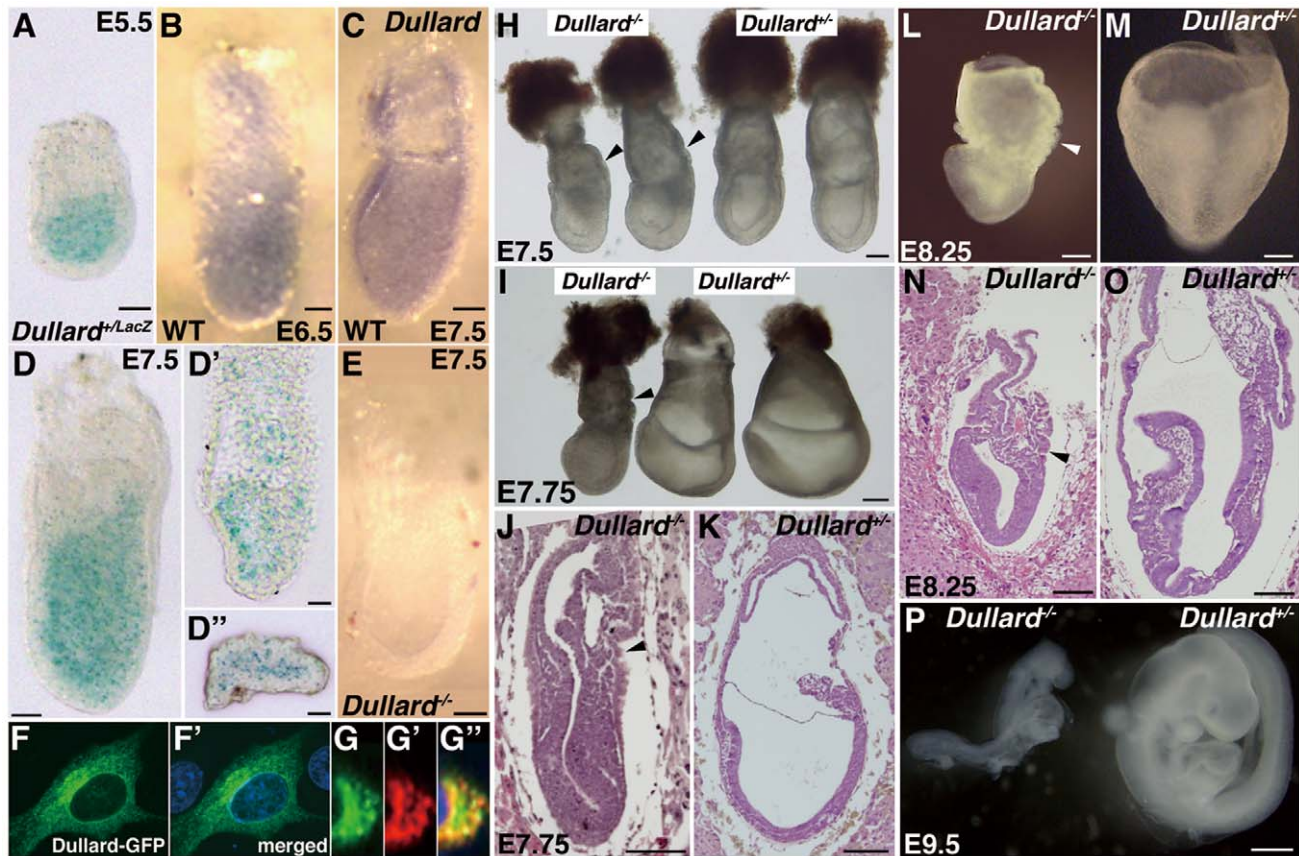 A E5.5
Dullard+/LacZ
B
WT E6.5
C Dullard
WT E7.5
D E7.5
D'
D"
E E7.5
Dullard-/-
F
Dullard-GFP
F'
merged
G G' G"
H Dullard-/- Dullard+/-
E7.5
I Dullard-/- Dullard+/-
E7.75
J Dullard-/-
E7.75
K Dullard+/-
L Dullard-/-
E8.25
M Dullard+/-
N Dullard-/-
E8.25
O Dullard+/-
P Dullard-/- Dullard+/-
E9.5